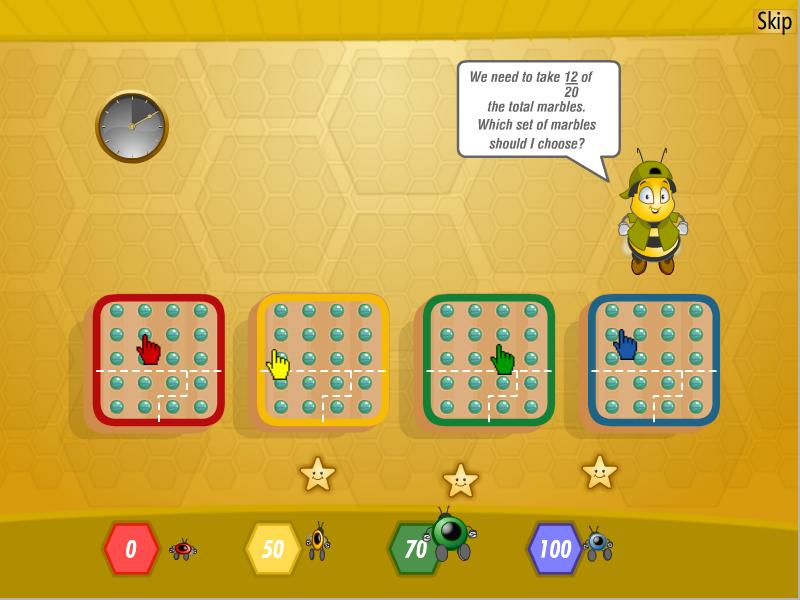 Skip
We need to take 12 of
20
the total marbles.
Which set of marbles
should I choose?
0
50
70
100